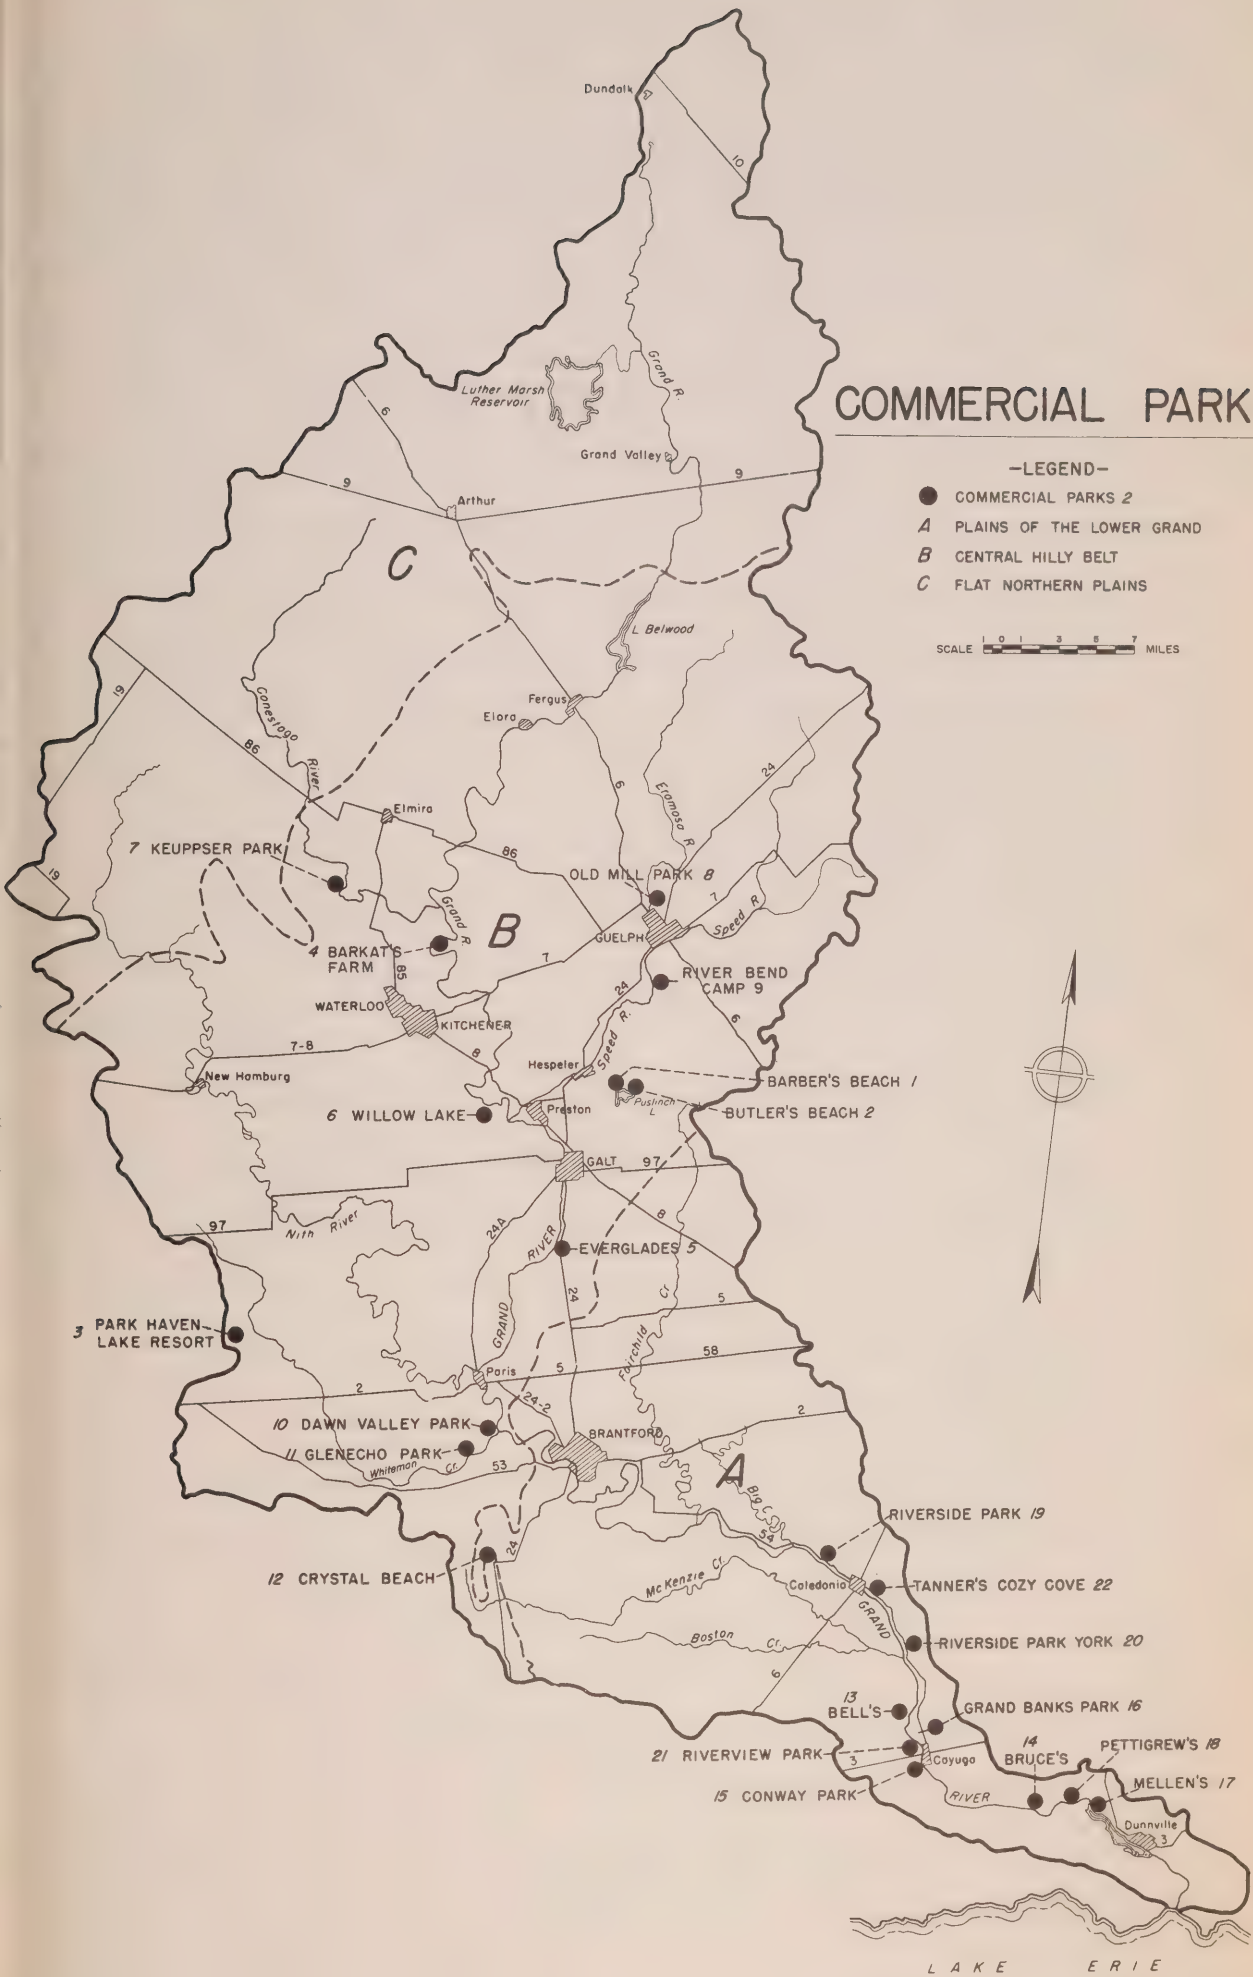 Dundalk
10
Luther Marsh
Reservoir
Grand R.
COMMERCIAL PARK
6
Grand Valley
-LEGEND-
COMMERCIAL PARKS 2
A PLAINS OF THE LOWER GRAND
B CENTRAL HILLY BELT
C FLAT NORTHERN PLAINS
9
9
Arthur
C
L Belwood
SCALE 1 0 1 3 5 7 MILES
Fergus
Elora
19
Conestogo
River
86
6
24
Eramosa R
Elmira
7 KEUPPSER PARK
86
19
OLD MILL PARK 8
7
Speed R
Grand R.
B
GUELPH
4 BARKAT'S
FARM
85
7
RIVER BEND
CAMP 9
24
WATERLOO
KITCHENER
Speed R.
6
7-8
8
Hespeler
New Hamburg
BARBER'S BEACH 1
Puslinch
L
BUTLER'S BEACH 2
6 WILLOW LAKE
Preston
GALT
97
97
Nith River
24A
8
RIVER
EVERGLADES 5
24
Cr
5
GRAND
Fairchild
3 PARK HAVEN
LAKE RESORT
58
Paris
5
2
24-2
2
10 DAWN VALLEY PARK
BRANTFORD
11 GLENECHO PARK
Whiteman Cr.
53
A
Big C.
54
RIVERSIDE PARK 19
24
12 CRYSTAL BEACH
McKenzie Cr.
Caledonia
TANNER'S COZY COVE 22
GRAND
Boston Cr.
RIVERSIDE PARK YORK 20
6
13
BELL'S
GRAND BANKS PARK 16
21 RIVERVIEW PARK
3
Cayuga
14
BRUCE'S
PETTIGREW'S 18
15 CONWAY PARK
RIVER
MELLEN'S 17
Dunnville
3
LAKE ERIE